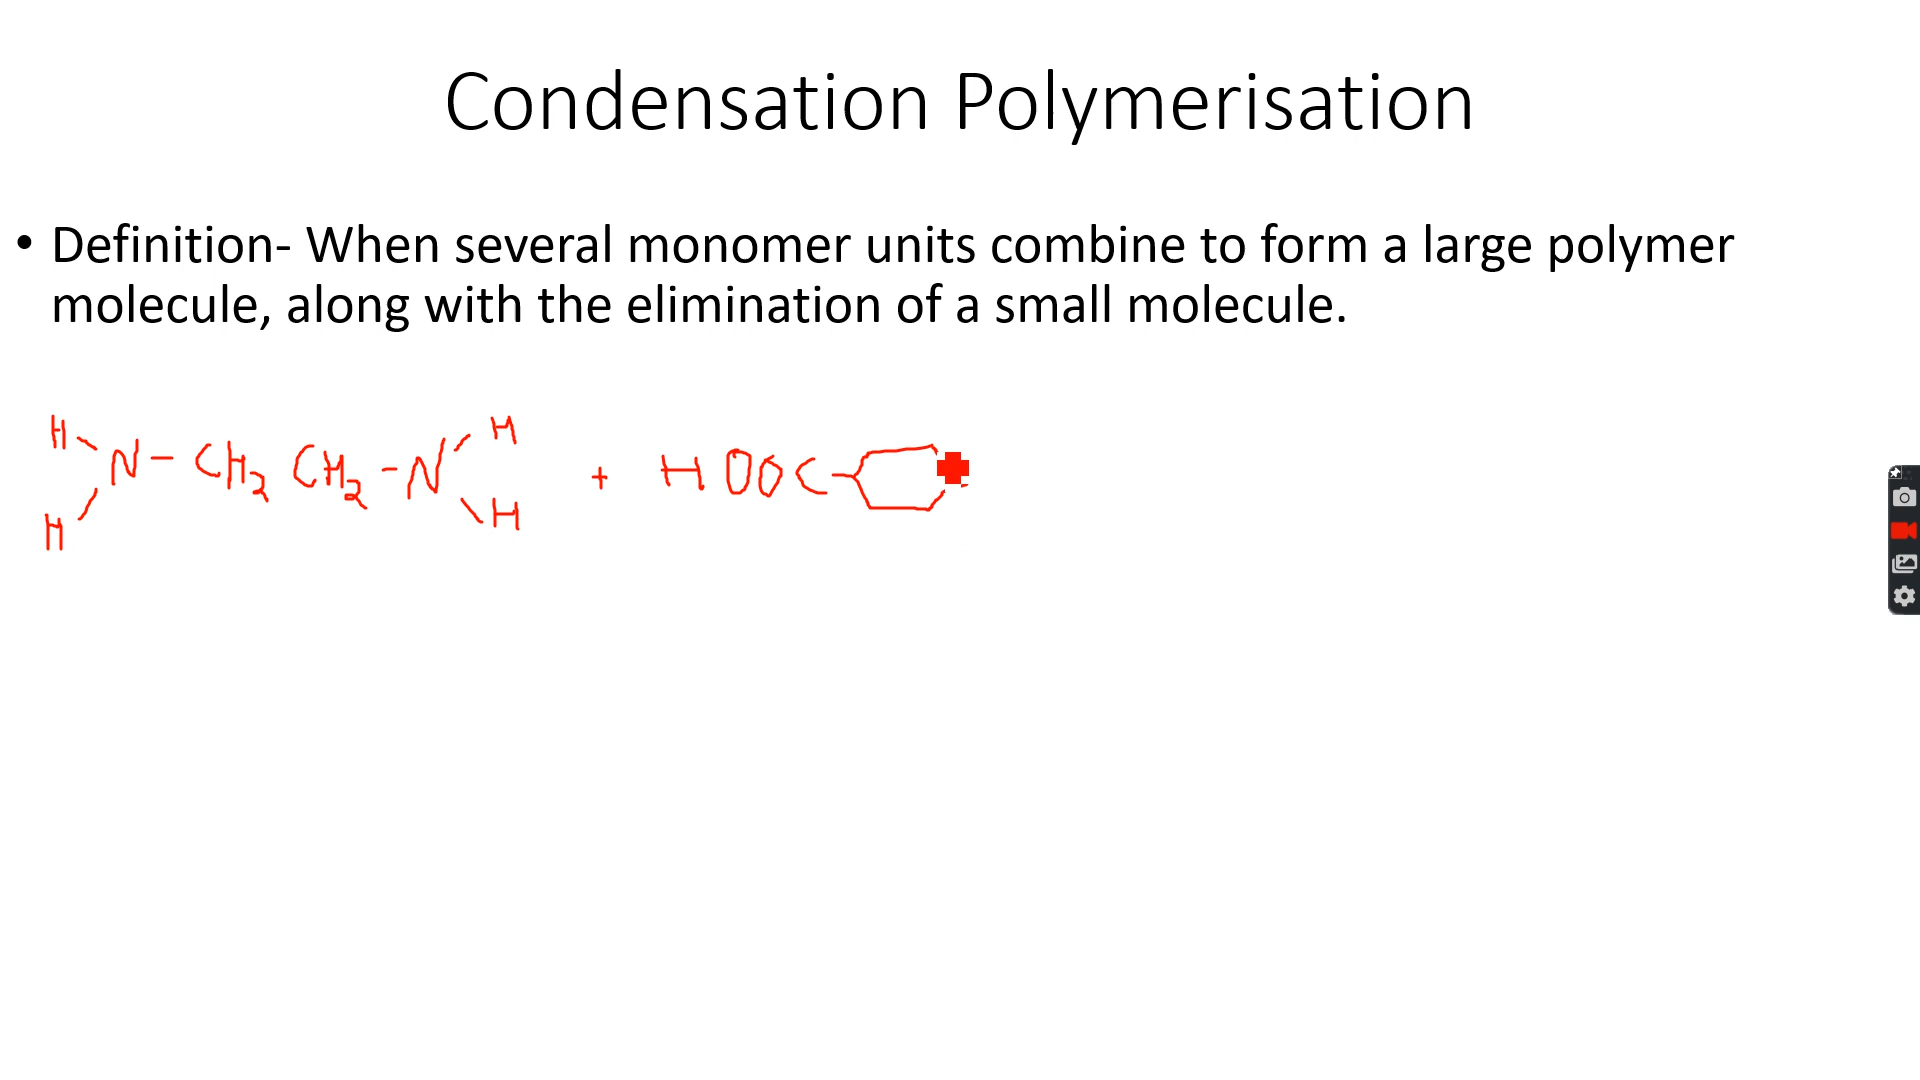 Condensation Polymerisation
• Definition- When several monomer units combine to form a large polymer
molecule, along with the elimination of a small molecule.
H H
N - CH2 CH2 - N + HOOC -
H H